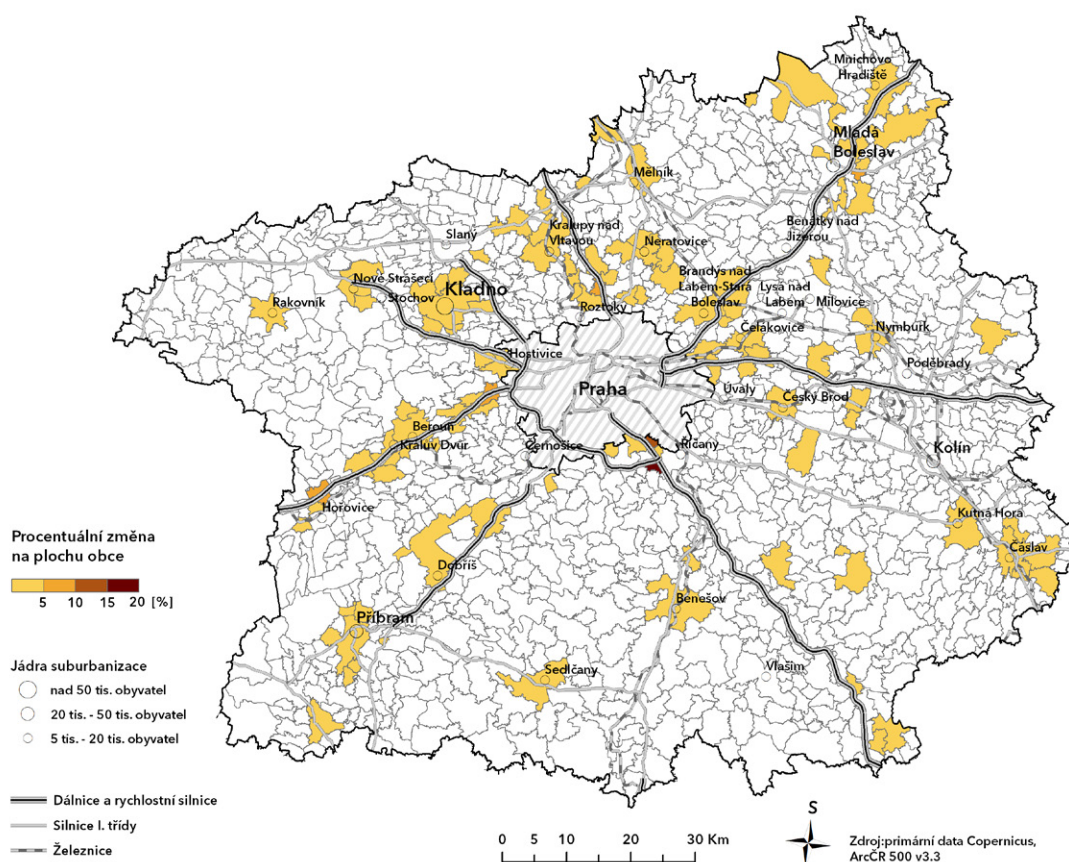 Mnichovo
Hradiště
Mladá
Boleslav
Mělník
Benátky nad
Jizerou
Slaný
Kralupy nad
Vltavou
Neratovice
Nové Strašecí
Stochov
Kladno
Brandýs nad
Labem-Stará
Boleslav
Lysá nad
Labem
Milovice
Rakovník
Roztoky
Čelákovice
Nymburk
Hostivice
Poděbrady
Praha
Úvaly
Český Brod
Beroun
Králův Dvůr
Černošice
Říčany
Kolín
Hořovice
Kutná Hora
Čáslav
Dobříš
Benešov
Příbram
Sedlčany
Vlašim
Procentuální změna
na plochu obce
5 10 15 20 [%]
Jádra suburbanizace
nad 50 tis. obyvatel
20 tis. - 50 tis. obyvatel
5 tis. - 20 tis. obyvatel
Dálnice a rychlostní silnice
Silnice I. třídy
Železnice
0 5 10 20 30 Km
S
Zdroj:primární data Copernicus,
ArcČR 500 v3.3